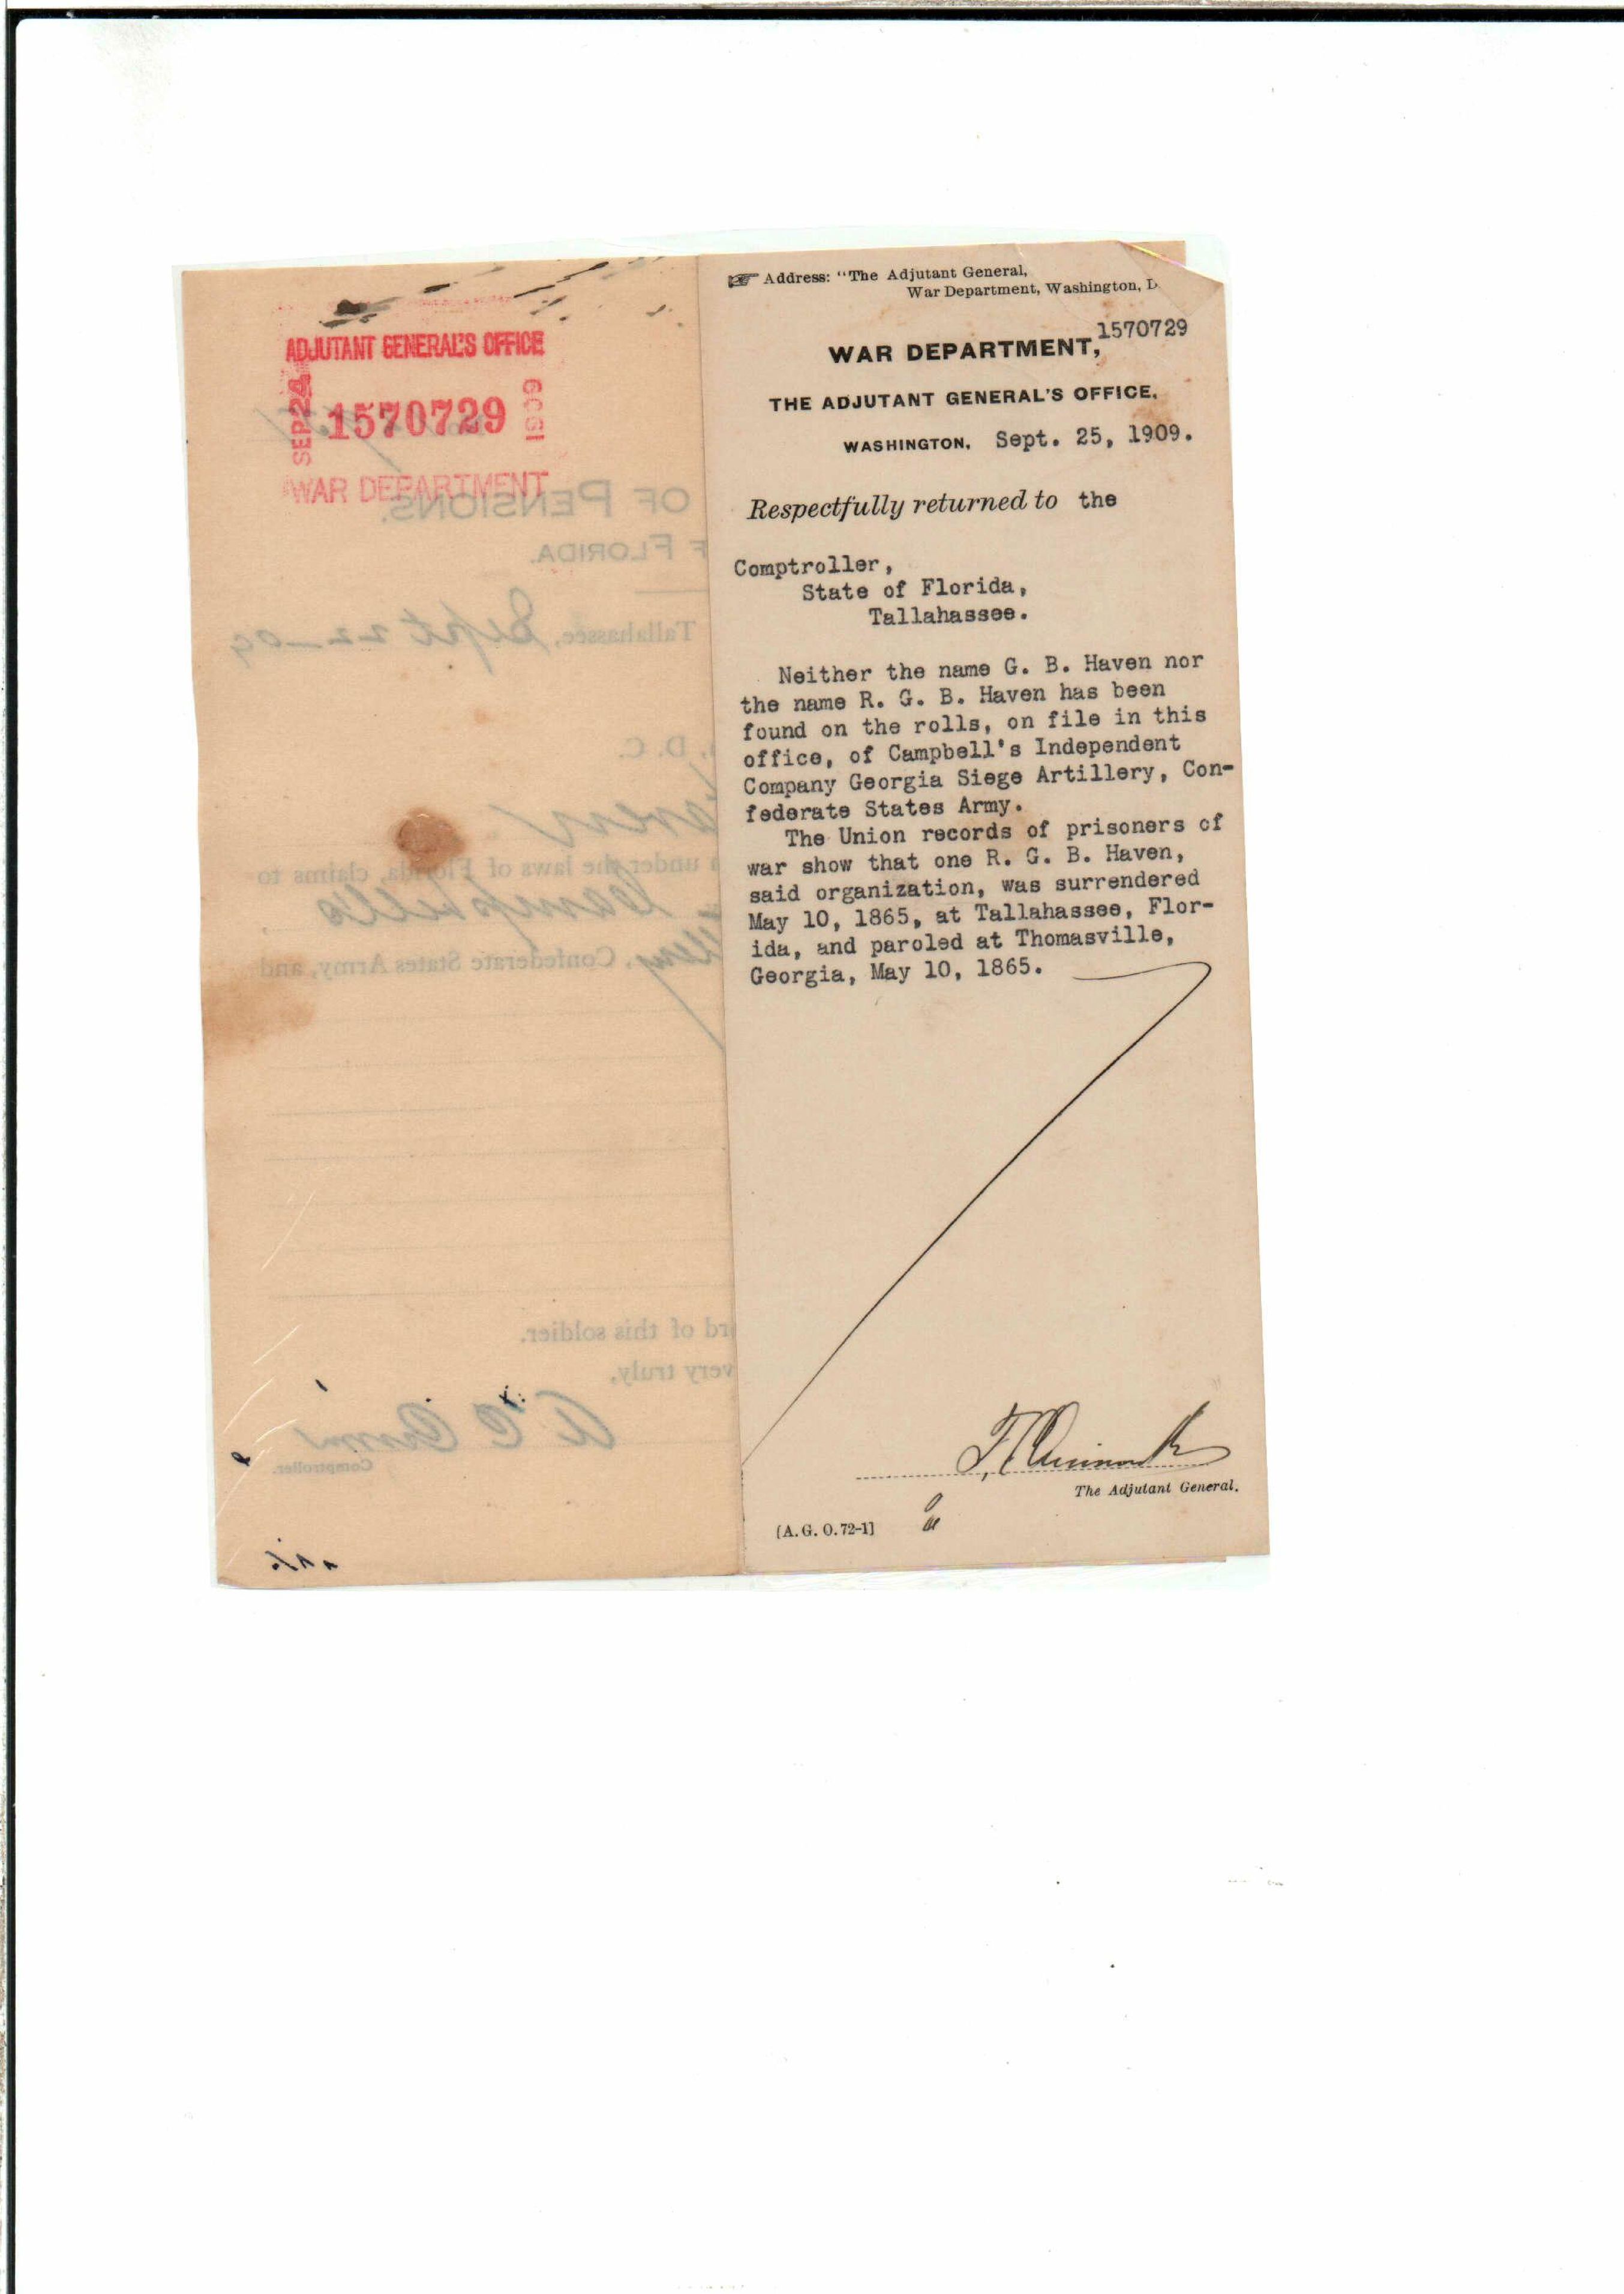 ADJUTANT GENERAL'S OFFICE
SEP 24 1570729 1909
WAR DEPARTMENT
OF PENSIONS.
F FLORIDA.
Tallahassee, Sept 22-09
, D. C.
aven
under the laws of Florida, claims to
Campbell's
llery, Confederate States Army, and
rd of this soldier.
very truly,
A C Croom
Comptroller.
Address: "The Adjutant General,
War Department, Washington, D
1570729
WAR DEPARTMENT,
THE ADJUTANT GENERAL'S OFFICE,
WASHINGTON, Sept. 25, 1909.
Respectfully returned to the
Comptroller,
State of Florida,
Tallahassee.
Neither the name G. B. Haven nor
the name R. G. B. Haven has been
found on the rolls, on file in this
office, of Campbell's Independent
Company Georgia Siege Artillery, Con-
federate States Army.
The Union records of prisoners of
war show that one R. G. B. Haven,
said organization, was surrendered
May 10, 1865, at Tallahassee, Flor-
ida, and paroled at Thomasville,
Georgia, May 10, 1865.
The Adjutant General.
[A. G. O. 72-1]